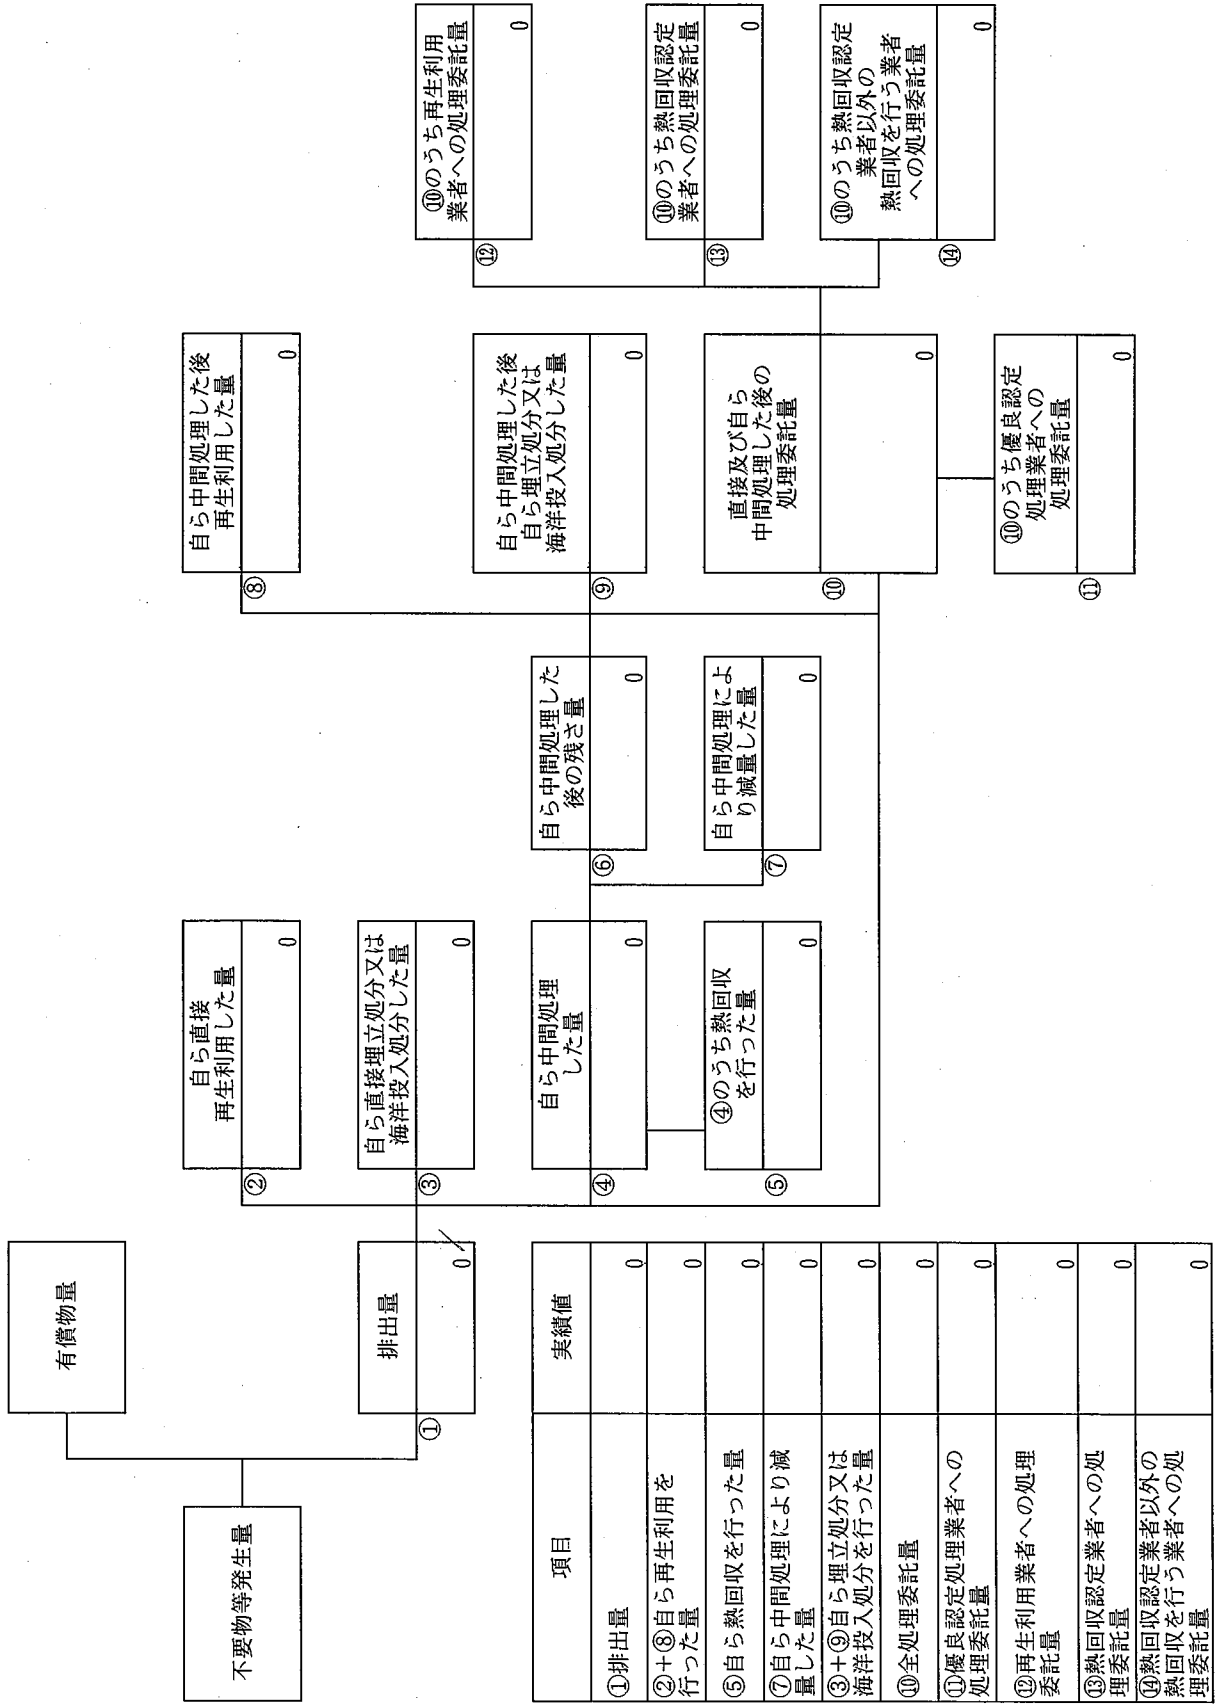 不要物等発生量
有償物量
排出量
①
0
自ら直接
再生利用した量
②
0
自ら直接埋立処分又は
海洋投入処分した量
③
0
自ら中間処理
した量
④
0
④のうち熱回収
を行った量
⑤
0
自ら中間処理した
後の残さ量
⑥
0
自ら中間処理によ
り減量した量
⑦
0
自ら中間処理した後
再生利用した量
⑧
0
自ら中間処理した後
自ら埋立処分又は
海洋投入処分した量
⑨
0
直接及び自ら
中間処理した後の
処理委託量
⑩
0
⑩のうち優良認定
処理業者への
処理委託量
⑪
0
⑩のうち再生利用
業者への処理委託量
⑫
0
⑩のうち熱回収認定
業者への処理委託量
⑬
0
⑩のうち熱回収認定
業者以外の
熱回収を行う業者
への処理委託量
⑭
0
項目 実績値
①排出量 0
②+⑧自ら再生利用を
行った量 0
⑤自ら熱回収を行った量 0
⑦自ら中間処理により減
量した量 0
③+⑨自ら埋立処分又は
海洋投入処分を行った量 0
⑩全処理委託量 0
⑪優良認定処理業者への
処理委託量 0
⑫再生利用業者への処理
委託量 0
⑬熱回収認定業者への処
理委託量 0
⑭熱回収認定業者以外の
熱回収を行う業者への処
理委託量 0